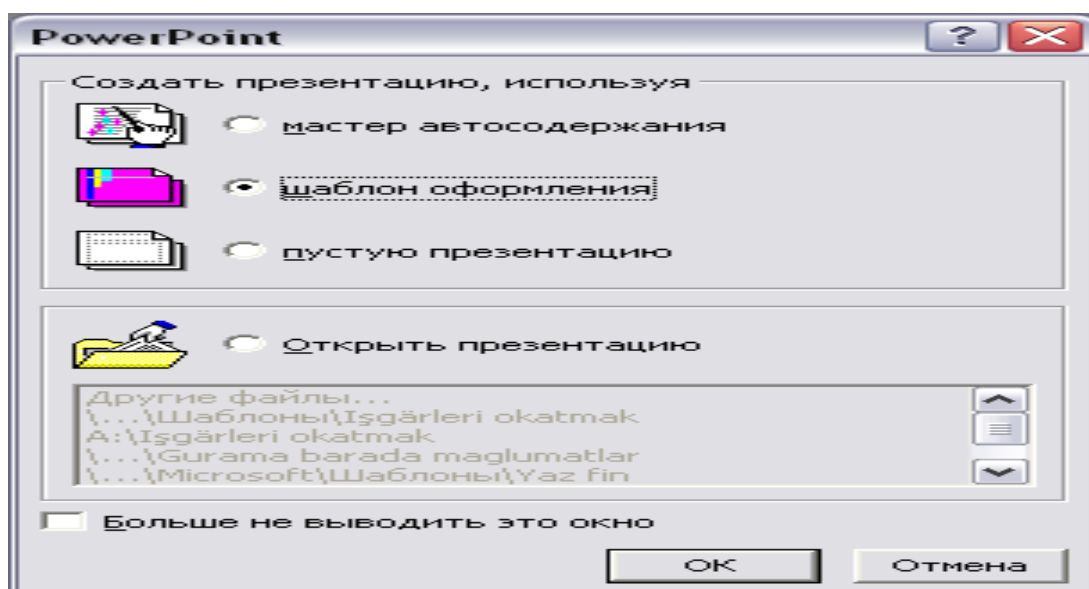 PowerPoint
Создать презентацию, используя
мастер автосодержания
шаблон оформления
пустую презентацию
Открыть презентацию
Другие файлы...
\...\Шаблоны\Işgärleri okatmak
A:\Işgärleri okatmak
\...\Gurama barada maglumatlar
\...\Microsoft\Шаблоны\Yaz fin
Больше не выводить это окно
ОК Отмена